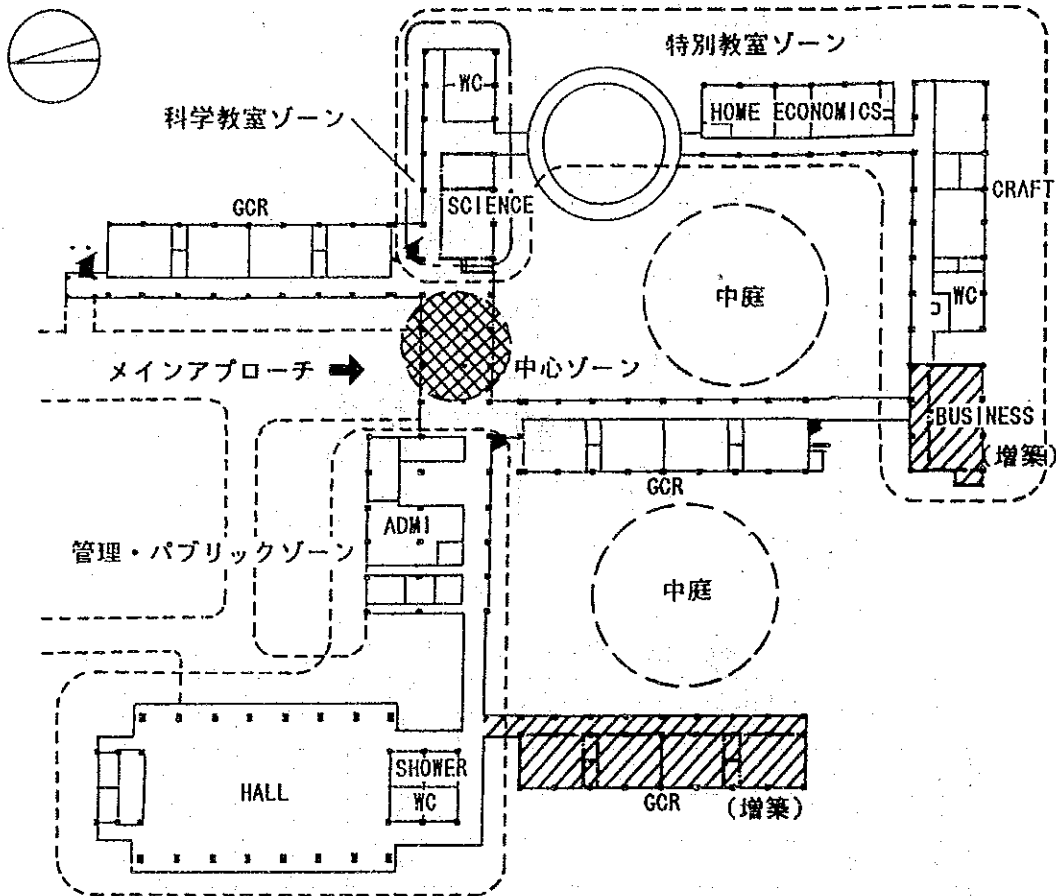 特別教室ゾーン
WC
科学教室ゾーン
HOME ECONOMICS
GCR
SCIENCE
CRAFT
中庭
WC
メインアプローチ
中心ゾーン
BUSINESS
(増築)
GCR
ADMI
管理・パブリックゾーン
中庭
SHOWER
HALL
WC
GCR
(増築)